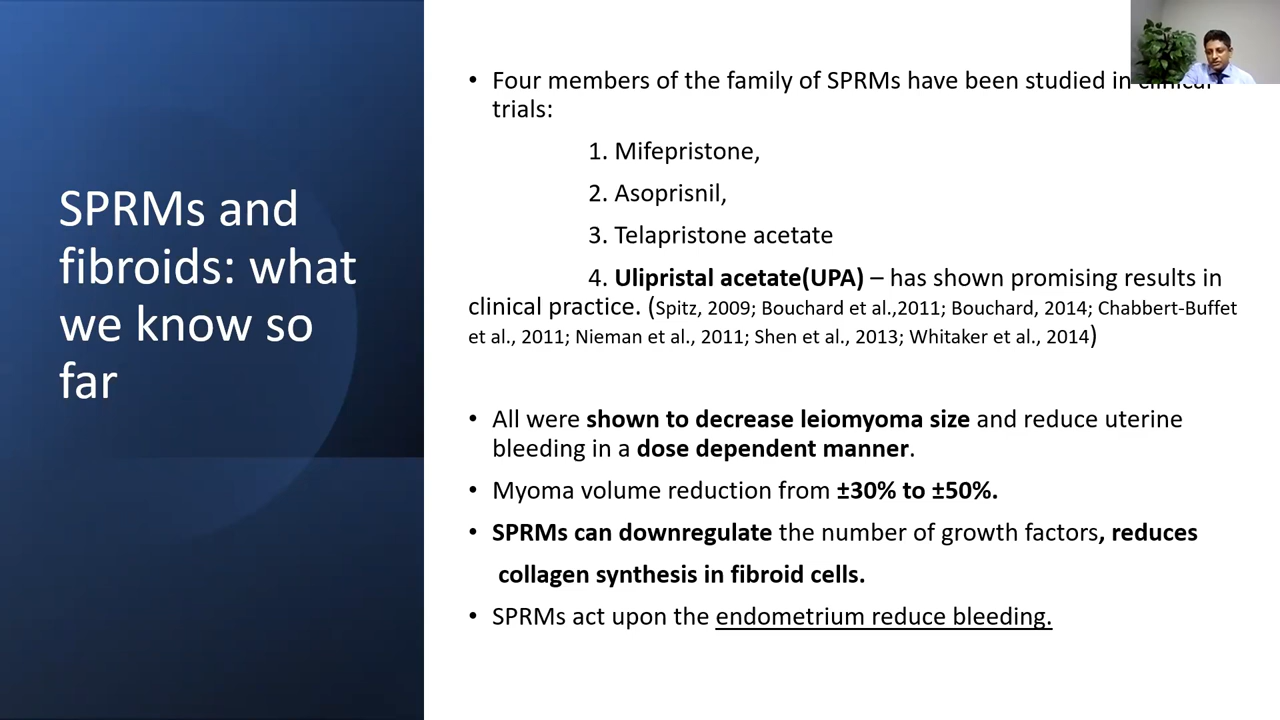 SPRMs and
fibroids: what
we know so
far
• Four members of the family of SPRMs have been studied in clinical
trials:
1. Mifepristone,
2. Asoprisnil,
3. Telapristone acetate
4. Ulipristal acetate(UPA) – has shown promising results in
clinical practice. (Spitz, 2009; Bouchard et al.,2011; Bouchard, 2014; Chabbert-Buffet
et al., 2011; Nieman et al., 2011; Shen et al., 2013; Whitaker et al., 2014)
• All were shown to decrease leiomyoma size and reduce uterine
bleeding in a dose dependent manner.
• Myoma volume reduction from ±30% to ±50%.
• SPRMs can downregulate the number of growth factors, reduces
collagen synthesis in fibroid cells.
• SPRMs act upon the endometrium reduce bleeding.